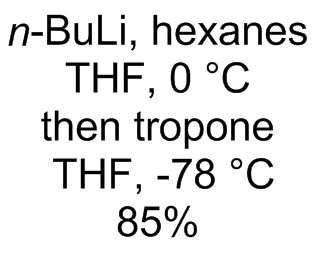 n-BuLi, hexanes
THF, 0 °C
then tropone
THF, -78 °C
85%